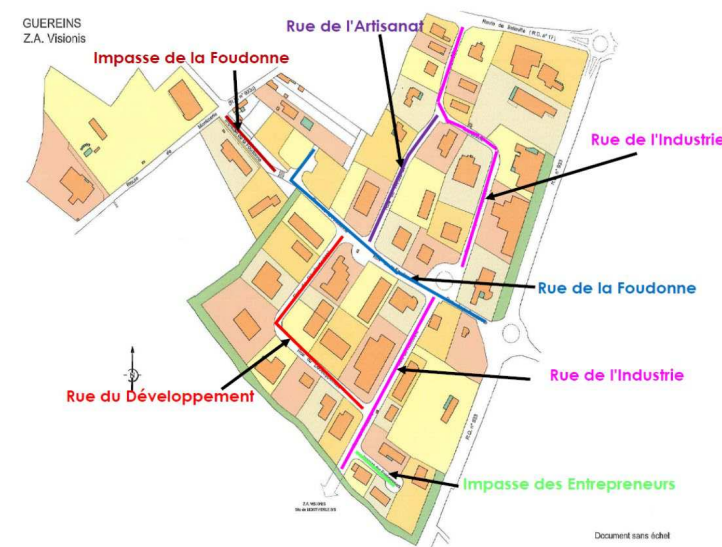 GUEREINS
Z.A. Visionis
Rue de l'Artisanat
Impasse de la Foudonne
Rue de l'Industrie
Rue de la Foudonne
Rue de l'Industrie
Rue du Développement
Impasse des Entrepreneurs
Document sans échel